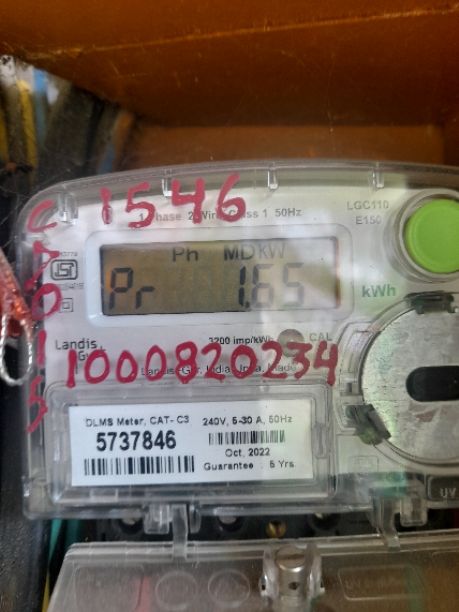 1546
Phase 2 Wire Class 1 50Hz
LGC110
E150
Ph MD kW
Pr 1.65
kWh
Landis
Gyr
3200 imp/kWh
CAL
1000820234
DLMS Meter, CAT- C3
240V, 5-30 A, 50Hz
5737846
Oct, 2022
Guarantee : 5 Yrs.
UV